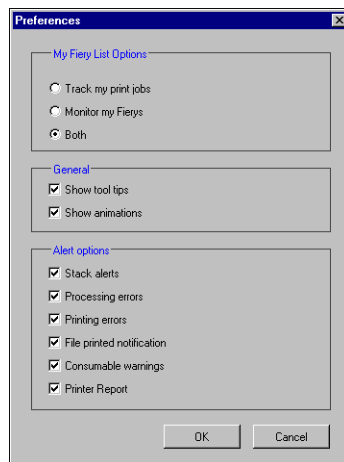 Preferences
My Fiery List Options
Track my print jobs
Monitor my Fierys
Both
General
Show tool tips
Show animations
Alert options
Stack alerts
Processing errors
Printing errors
File printed notification
Consumable warnings
Printer Report
OK Cancel